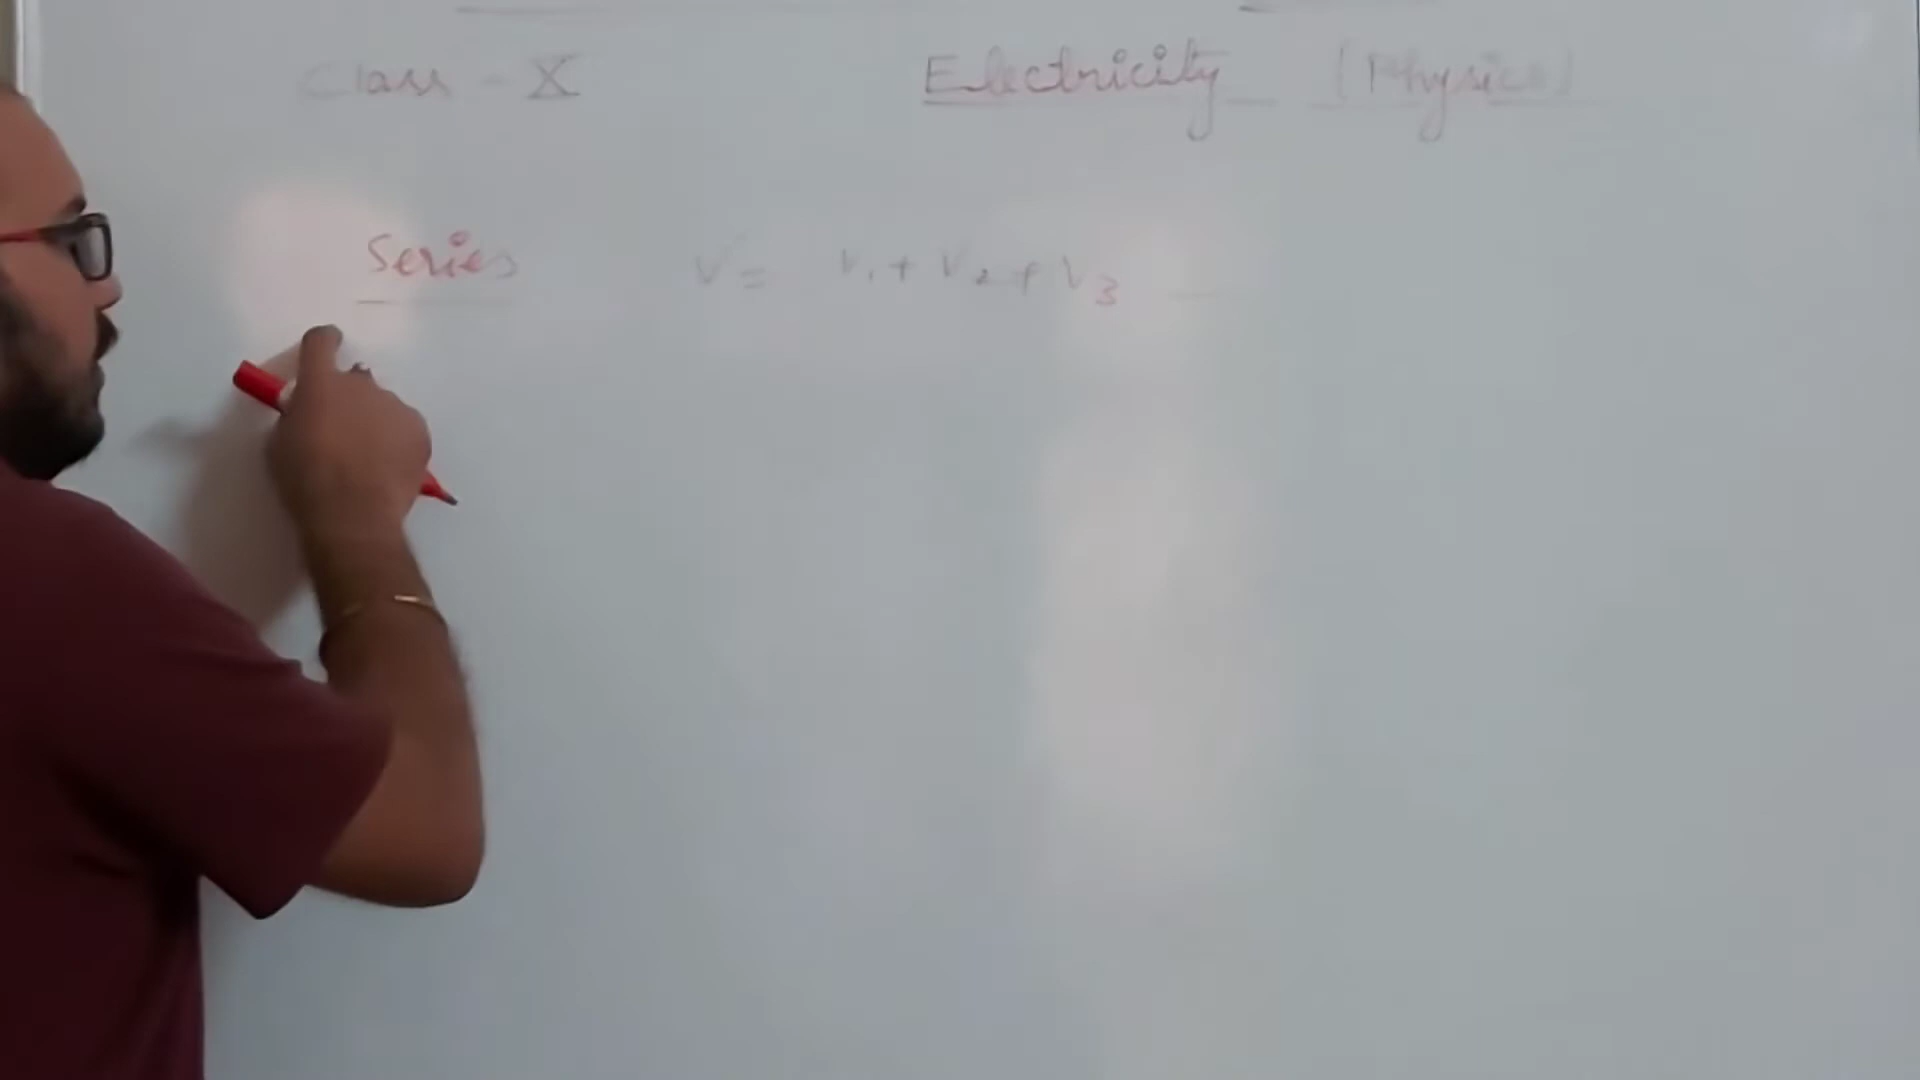 Class - X Electricity (Physics)
Series V = V₁ + V₂ + V₃